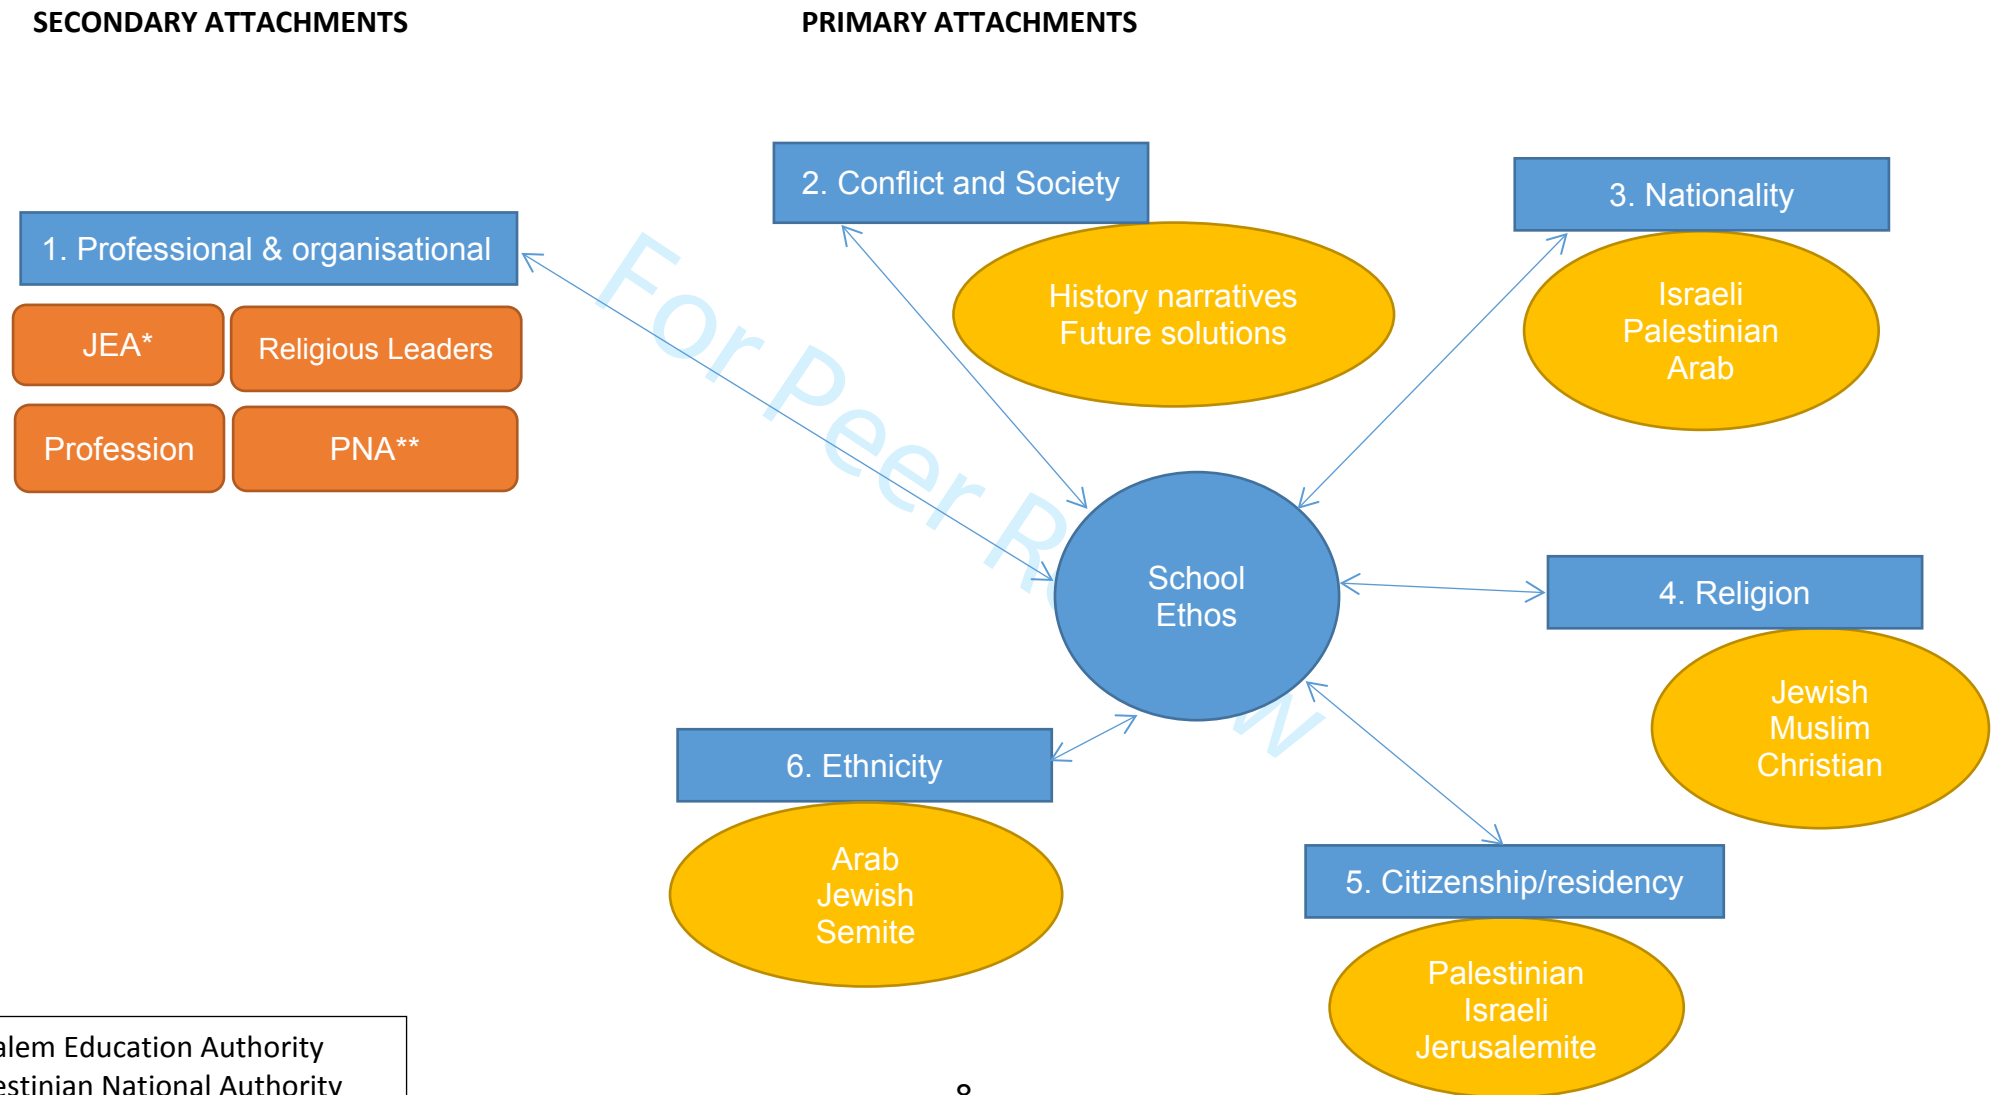 SECONDARY ATTACHMENTS
PRIMARY ATTACHMENTS
1. Professional & organisational
JEA*
Religious Leaders
Profession
PNA**
2. Conflict and Society
History narratives
Future solutions
3. Nationality
Israeli
Palestinian
Arab
School
Ethos
4. Religion
Jewish
Muslim
Christian
6. Ethnicity
Arab
Jewish
Semite
5. Citizenship/residency
Palestinian
Israeli
Jerusalemite
For Peer Review
alem Education Authority
estinian National Authority
8